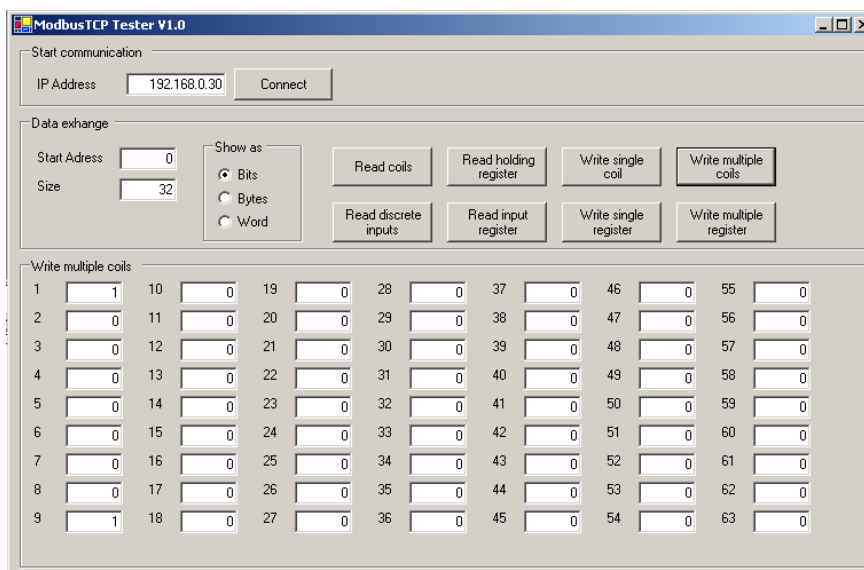 ModbusTCP Tester V1.0
Start communication
IP Address 192.168.0.30 Connect
Data exhange
Start Adress 0
Size 32
Show as
Bits
Bytes
Word
Read coils
Read holding register
Write single coil
Write multiple coils
Read discrete inputs
Read input register
Write single register
Write multiple register
Write multiple coils
1 1 10 0 19 0 28 0 37 0 46 0 55 0
2 0 11 0 20 0 29 0 38 0 47 0 56 0
3 0 12 0 21 0 30 0 39 0 48 0 57 0
4 0 13 0 22 0 31 0 40 0 49 0 58 0
5 0 14 0 23 0 32 0 41 0 50 0 59 0
6 0 15 0 24 0 33 0 42 0 51 0 60 0
7 0 16 0 25 0 34 0 43 0 52 0 61 0
8 0 17 0 26 0 35 0 44 0 53 0 62 0
9 1 18 0 27 0 36 0 45 0 54 0 63 0